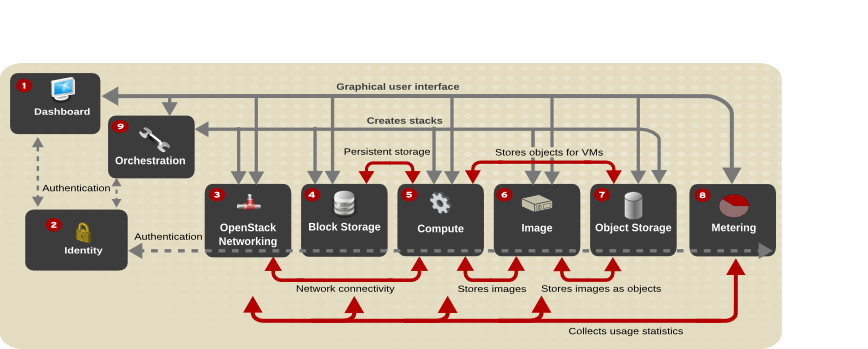 Graphical user interface
1
Dashboard
9
Orchestration
Creates stacks
Persistent storage
Stores objects for VMs
Authentication
2
Identity
Authentication
3
OpenStack
Networking
4
Block Storage
5
Compute
6
Image
7
Object Storage
8
Metering
Network connectivity
Stores images
Stores images as objects
Collects usage statistics